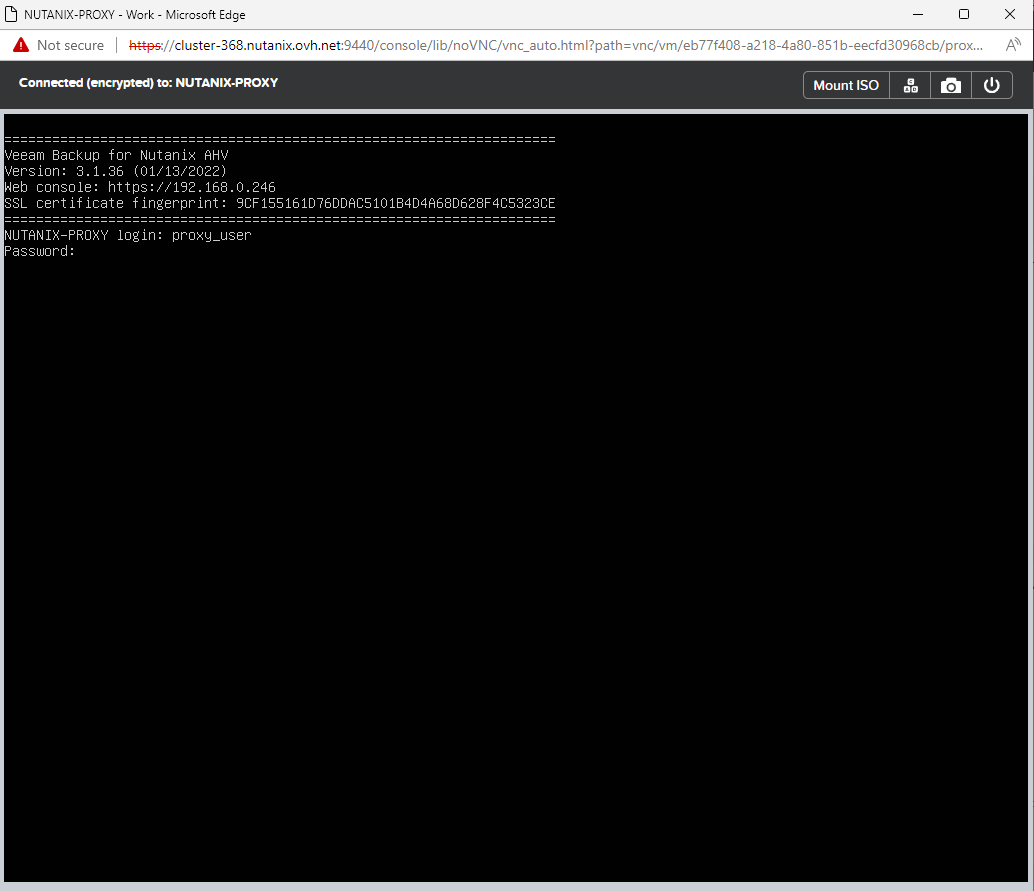 NUTANIX-PROXY - Work - Microsoft Edge
Not secure
https://cluster-368.nutanix.ovh.net:9440/console/lib/noVNC/vnc_auto.html?path=vnc/vm/eb77f408-a218-4a80-851b-eecfd30968cb/prox...
Connected (encrypted) to: NUTANIX-PROXY
Mount ISO
=====================================================================
Veeam Backup for Nutanix AHV
Version: 3.1.36 (01/13/2022)
Web console: https://192.168.0.246
SSL certificate fingerprint: 9CF155161D76DDAC5101B4D4A68D628F4C5323CE
=====================================================================
NUTANIX-PROXY login: proxy_user
Password: